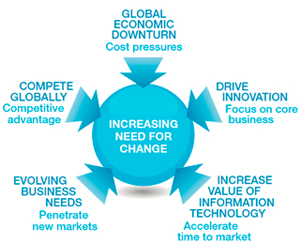 GLOBAL
ECONOMIC
DOWNTURN
Cost pressures
COMPETE
GLOBALLY
Competitive
advantage
DRIVE
INNOVATION
Focus on core
business
INCREASING
NEED FOR
CHANGE
EVOLVING
BUSINESS
NEEDS
Penetrate
new markets
INCREASE
VALUE OF
INFORMATION
TECHNOLOGY
Accelerate
time to market